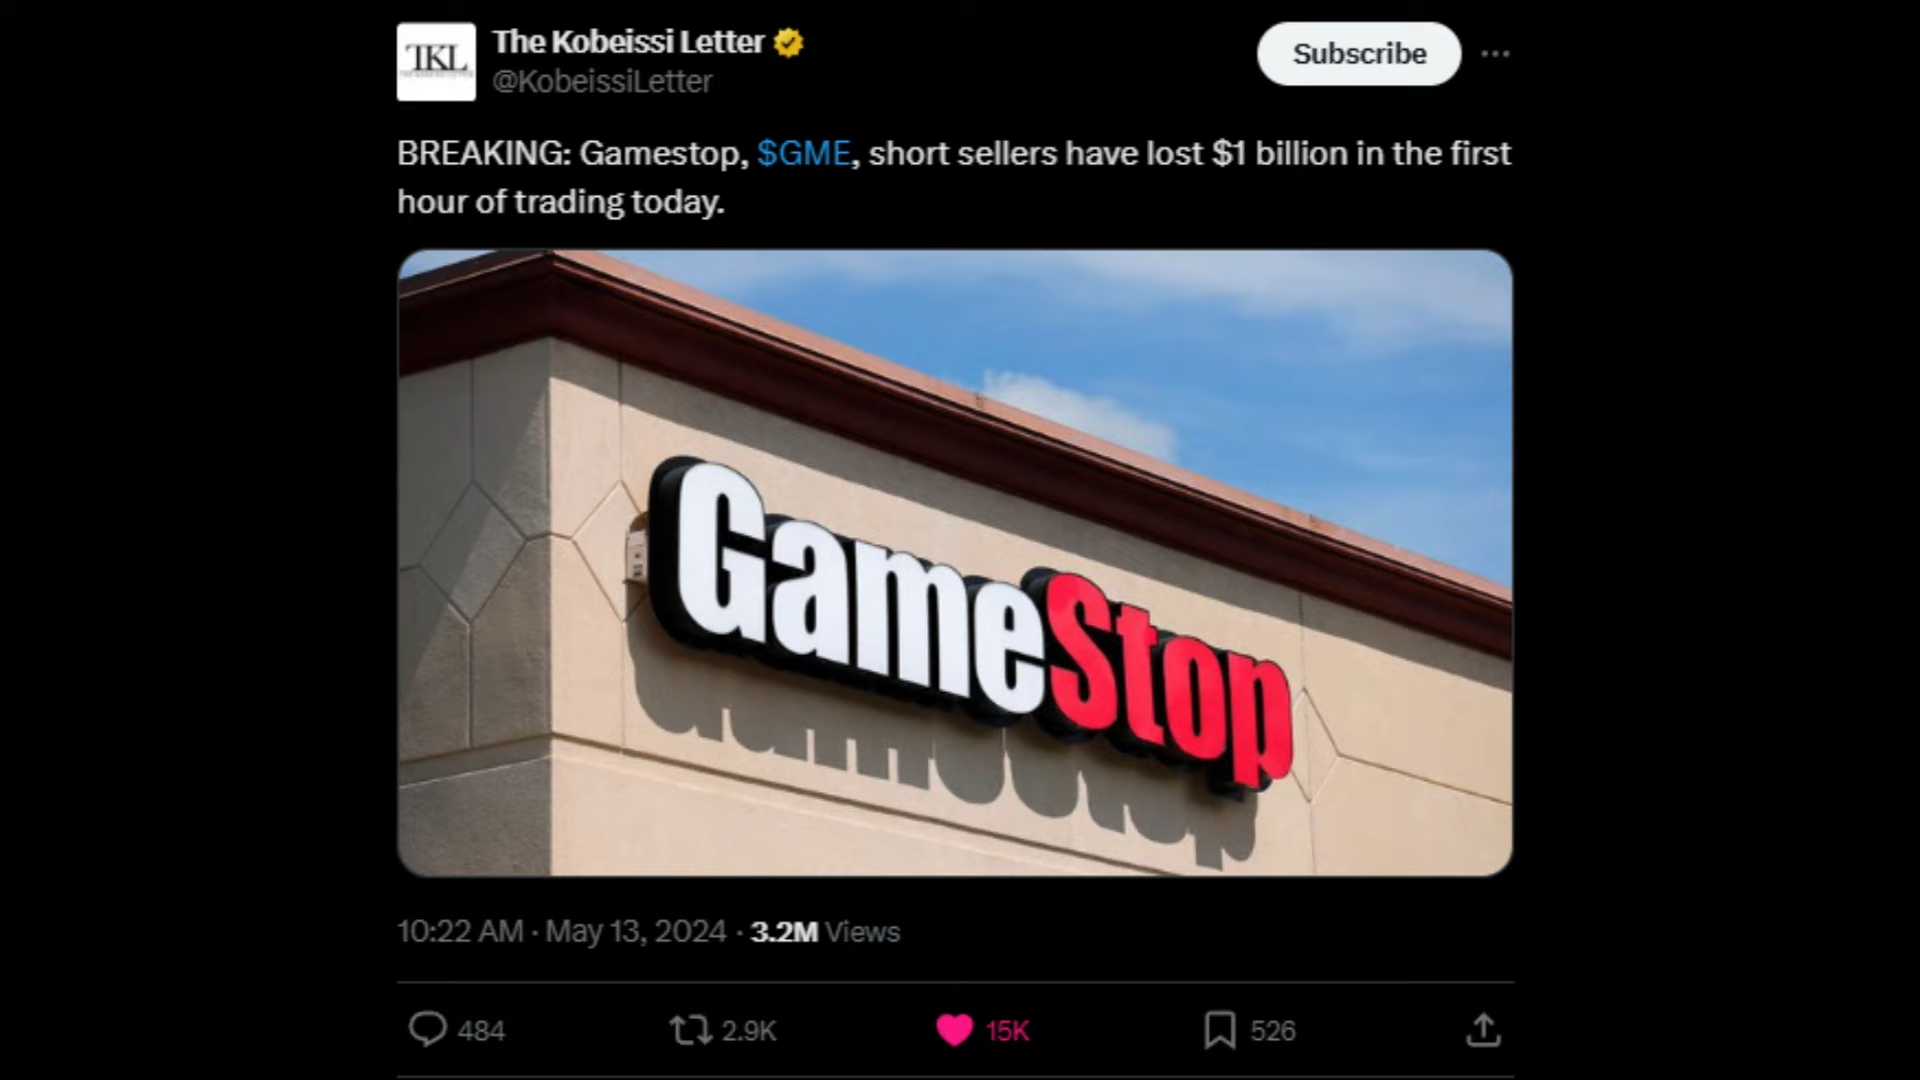 TKL
The Kobeissi Letter
Subscribe
@KobeissiLetter
BREAKING: Gamestop, $GME, short sellers have lost $1 billion in the first
hour of trading today.
GameStop
10:22 AM · May 13, 2024 · 3.2M Views
484
2.9K
15K
526